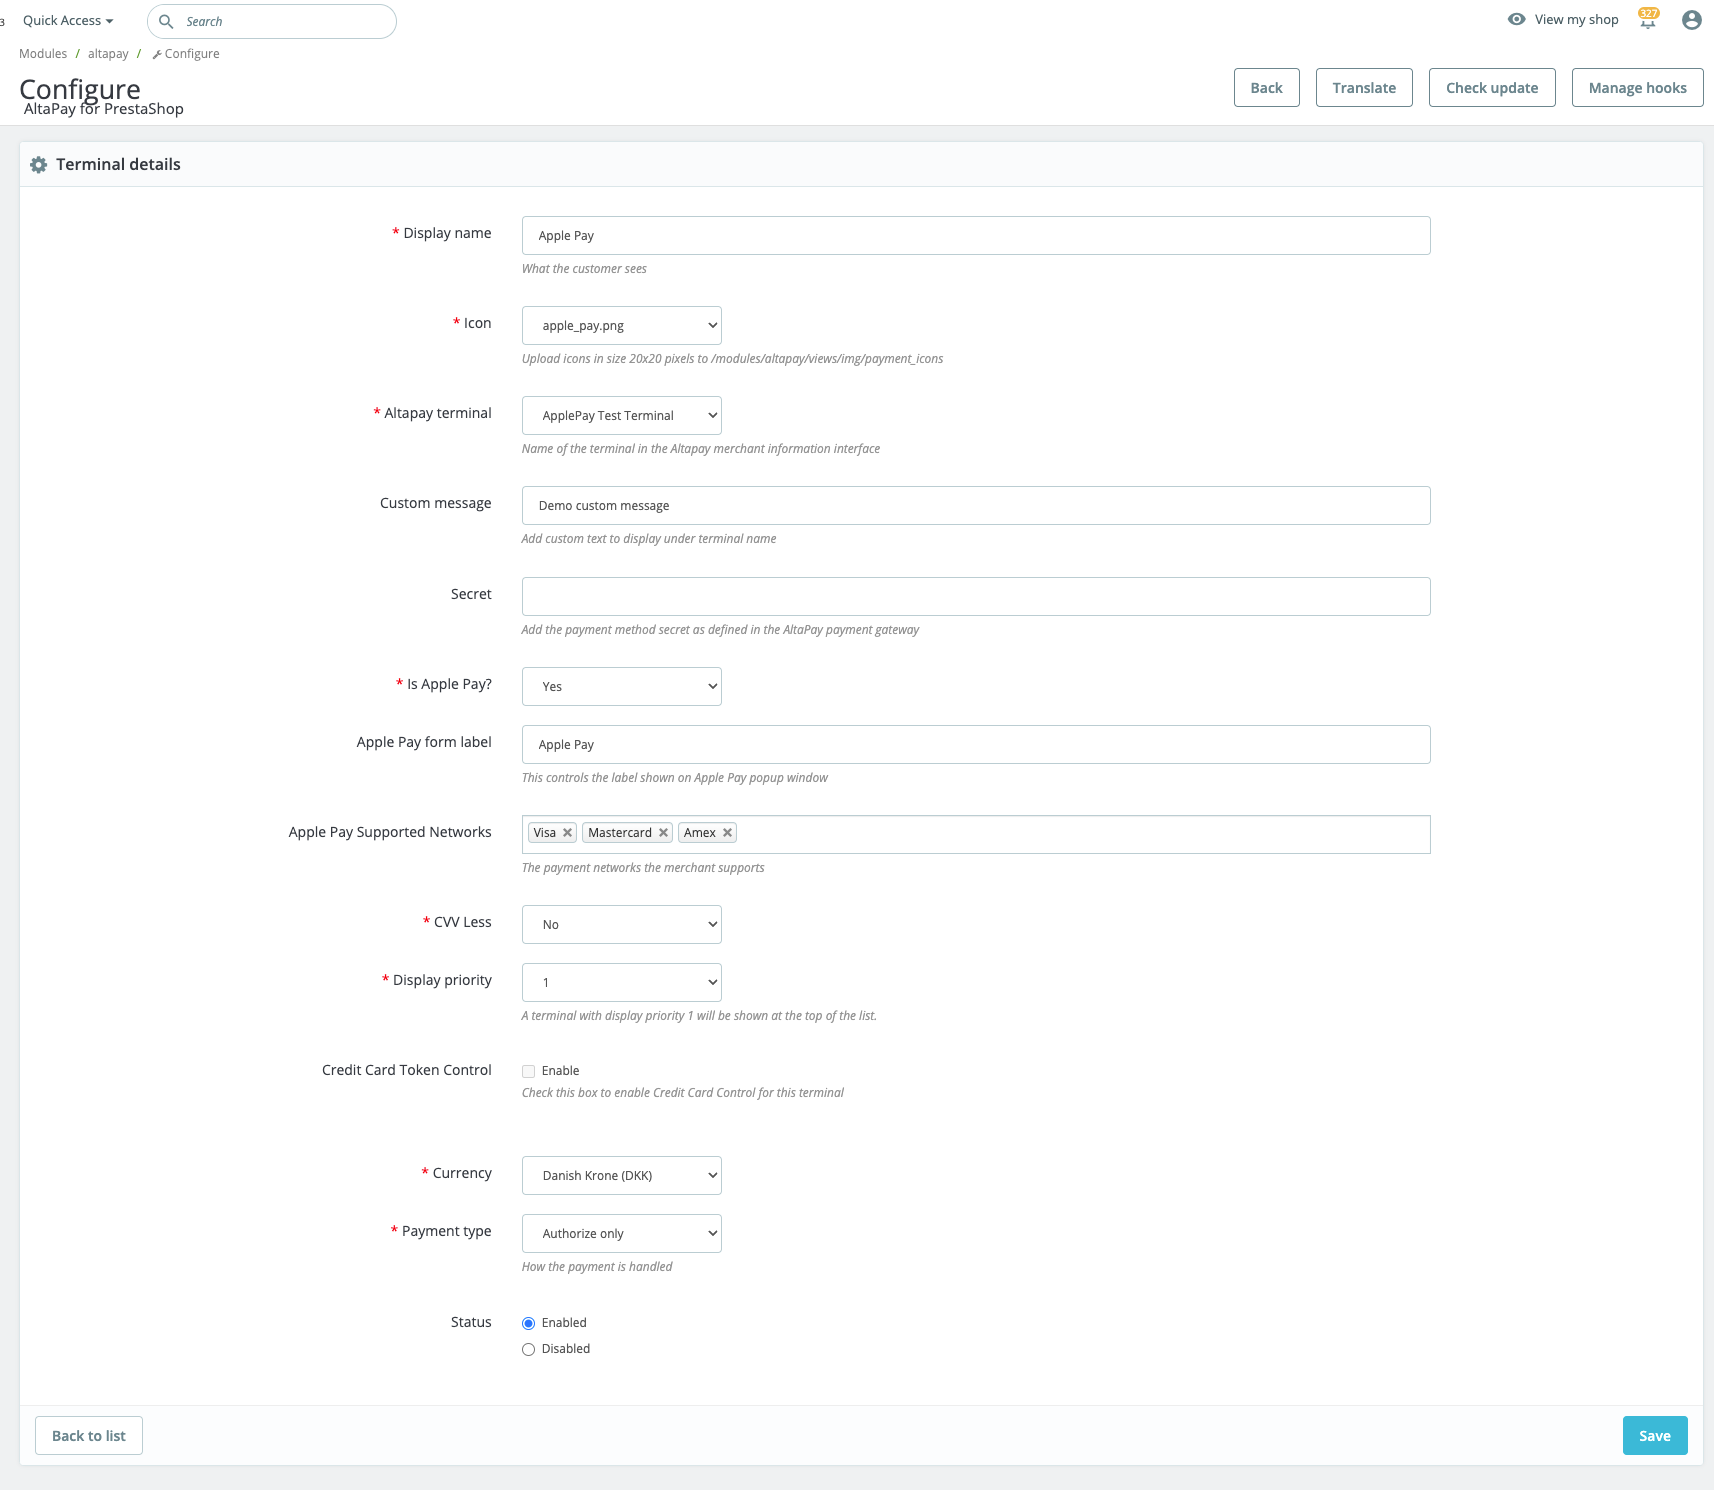 3 Quick Access Search View my shop 327
Modules / altapay / Configure
Configure
AltaPay for PrestaShop
Back Translate Check update Manage hooks
Terminal details
* Display name Apple Pay
What the customer sees
* Icon apple_pay.png
Upload icons in size 20x20 pixels to /modules/altapay/views/img/payment_icons
* Altapay terminal ApplePay Test Terminal
Name of the terminal in the Altapay merchant information interface
Custom message Demo custom message
Add custom text to display under terminal name
Secret
Add the payment method secret as defined in the AltaPay payment gateway
* Is Apple Pay? Yes
Apple Pay form label Apple Pay
This controls the label shown on Apple Pay popup window
Apple Pay Supported Networks Visa Mastercard Amex
The payment networks the merchant supports
* CVV Less No
* Display priority 1
A terminal with display priority 1 will be shown at the top of the list.
Credit Card Token Control Enable
Check this box to enable Credit Card Control for this terminal
* Currency Danish Krone (DKK)
* Payment type Authorize only
How the payment is handled
Status Enabled
Disabled
Back to list Save